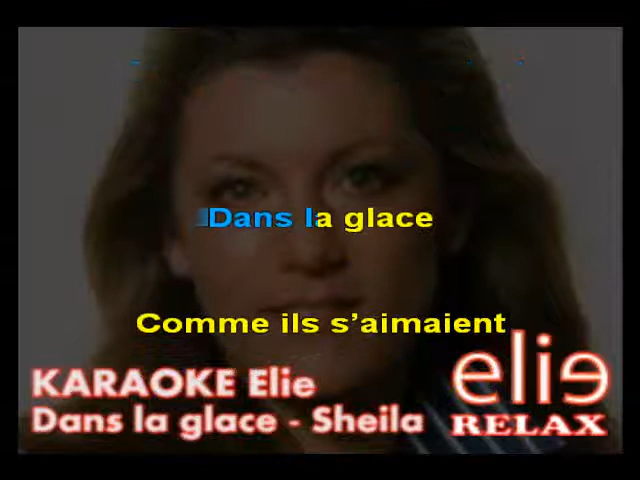 Dans la glace
Comme ils s'aimaient
KARAOKE Elie
Dans la glace - Sheila
elie
RELAX